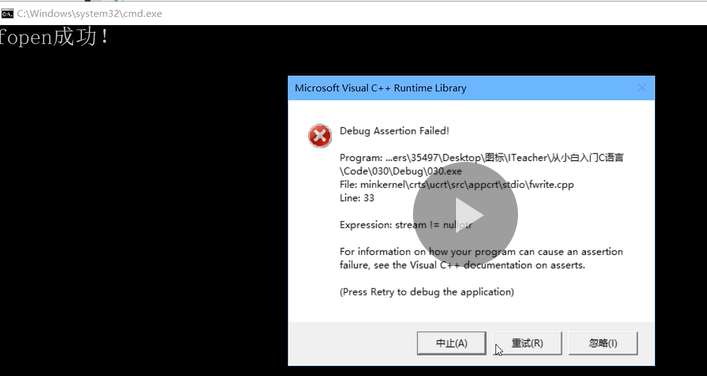 C:\Windows\system32\cmd.exe
fopen成功!
Microsoft Visual C++ Runtime Library
Debug Assertion Failed!
Program: ...ers\35497\Desktop\图标\ITeacher\从小白入门C语言
\Code\030\Debug\030.exe
File: minkernel\crts\ucrt\src\appcrt\stdio\fwrite.cpp
Line: 33
Expression: stream != nullptr
For information on how your program can cause an assertion
failure, see the Visual C++ documentation on asserts.
(Press Retry to debug the application)
中止(A) 重试(R) 忽略(I)